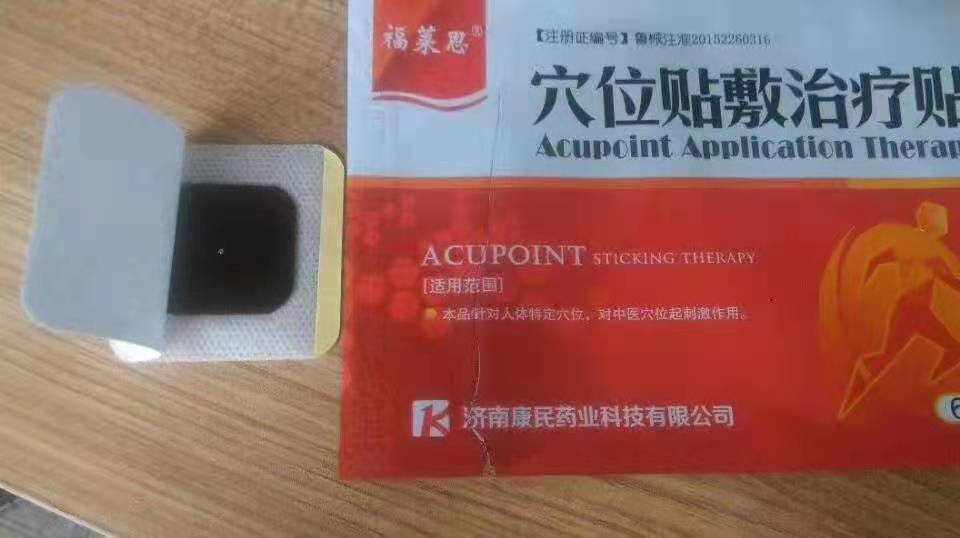 福莱思®
【注册证编号】鲁械注准20152260316
穴位贴敷治疗贴
Acupoint Application Therap
ACUPOINT STICKING THERAPY
[适用范围]
本品针对人体特定穴位，对中医穴位起刺激作用。
K 济南康民药业科技有限公司
6